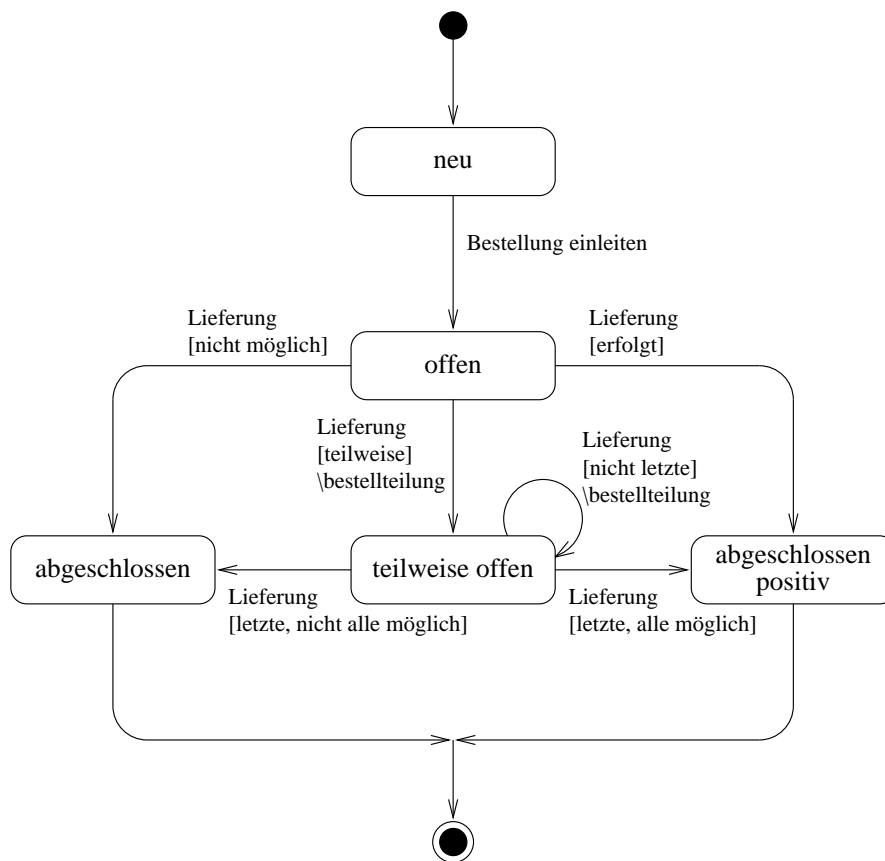 neu
Bestellung einleiten
Lieferung
[nicht möglich]
Lieferung
[erfolgt]
offen
Lieferung
[teilweise]
\bestellteilung
Lieferung
[nicht letzte]
\bestellteilung
abgeschlossen
teilweise offen
abgeschlossen
positiv
Lieferung
[letzte, nicht alle möglich]
Lieferung
[letzte, alle möglich]